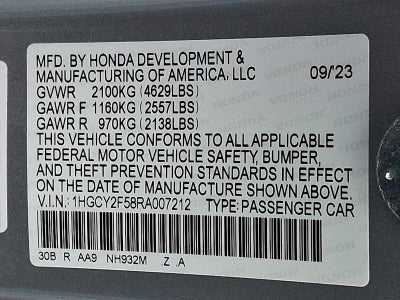 MFD. BY HONDA DEVELOPMENT &
MANUFACTURING OF AMERICA, LLC 09/'23
GVWR 2100KG (4629LBS)
GAWR F 1160KG (2557LBS)
GAWR R 970KG (2138LBS)
THIS VEHICLE CONFORMS TO ALL APPLICABLE
FEDERAL MOTOR VEHICLE SAFETY, BUMPER,
AND THEFT PREVENTION STANDARDS IN EFFECT
ON THE DATE OF MANUFACTURE SHOWN ABOVE.
V.I.N.: 1HGCY2F58RA007212 TYPE: PASSENGER CAR
30B R AA9 NH932M .Z .A